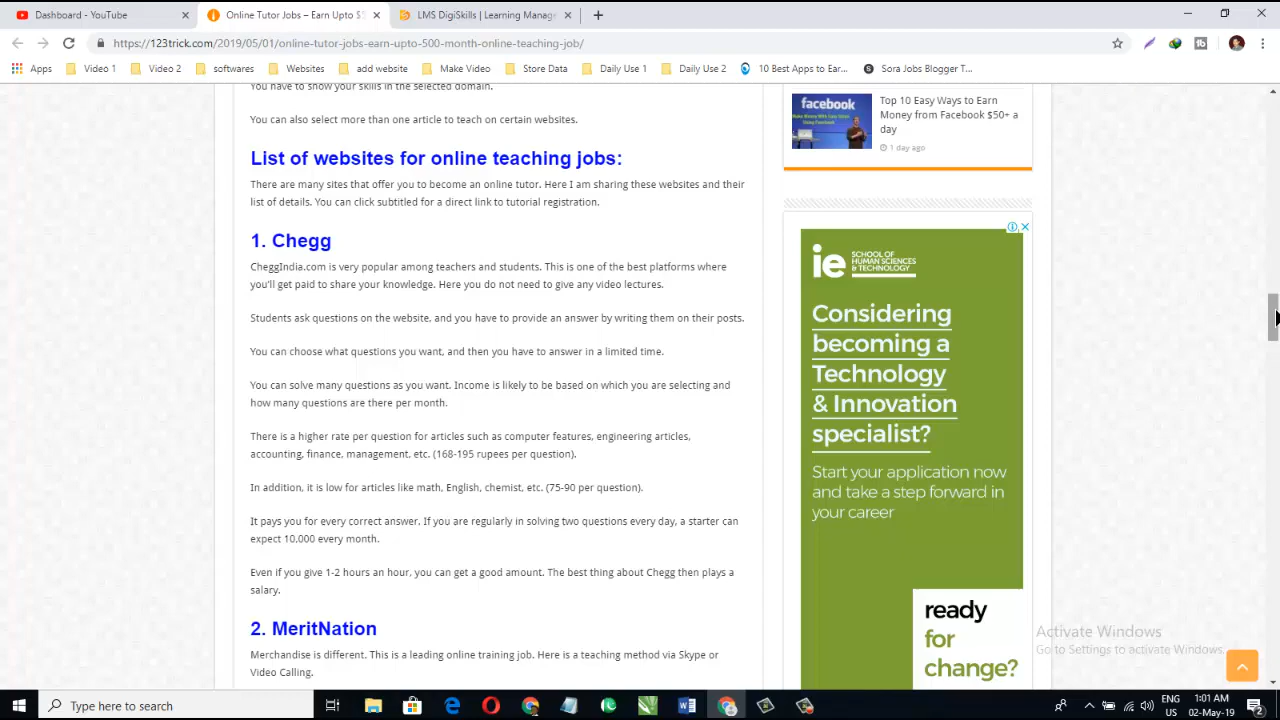 Dashboard - YouTube
Online Tutor Jobs – Earn Upto $
LMS DigiSkills | Learning Manage
https://123trick.com/2019/05/01/online-tutor-jobs-earn-upto-500-month-online-teaching-job/
Apps Video 1 Video 2 softwares Websites add website Make Video Store Data Daily Use 1 Daily Use 2 10 Best Apps to Ear... Sora Jobs Blogger T...
You have to show your skills in the selected domain.
You can also select more than one article to teach on certain websites.
List of websites for online teaching jobs:
There are many sites that offer you to become an online tutor. Here I am sharing these websites and their
list of details. You can click subtitled for a direct link to tutorial registration.
1. Chegg
CheggIndia.com is very popular among teachers and students. This is one of the best platforms where
you'll get paid to share your knowledge. Here you do not need to give any video lectures.
Students ask questions on the website, and you have to provide an answer by writing them on their posts.
You can choose what questions you want, and then you have to answer in a limited time.
You can solve many questions as you want. Income is likely to be based on which you are selecting and
how many questions are there per month.
There is a higher rate per question for articles such as computer features, engineering articles,
accounting, finance, management, etc. (168-195 rupees per question).
In addition, it is low for articles like math, English, chemist, etc. (75-90 per question).
It pays you for every correct answer. If you are regularly in solving two questions every day, a starter can
expect 10,000 every month.
Even if you give 1-2 hours an hour, you can get a good amount. The best thing about Chegg then plays a
salary.
2. MeritNation
Merchandise is different. This is a leading online training job. Here is a teaching method via Skype or
Video Calling.
facebook
Top 10 Easy Ways to Earn
Money from Facebook $50+ a
day
1 day ago
ie SCHOOL OF
HUMAN SCIENCES
& TECHNOLOGY
Considering
becoming a
Technology
& Innovation
specialist?
Start your application now
and take a step forward in
your career
ready
for
change?
Activate Windows
Go to Settings to activate Windows.
Type here to search
ENG
US
1:01 AM
02-May-19
2